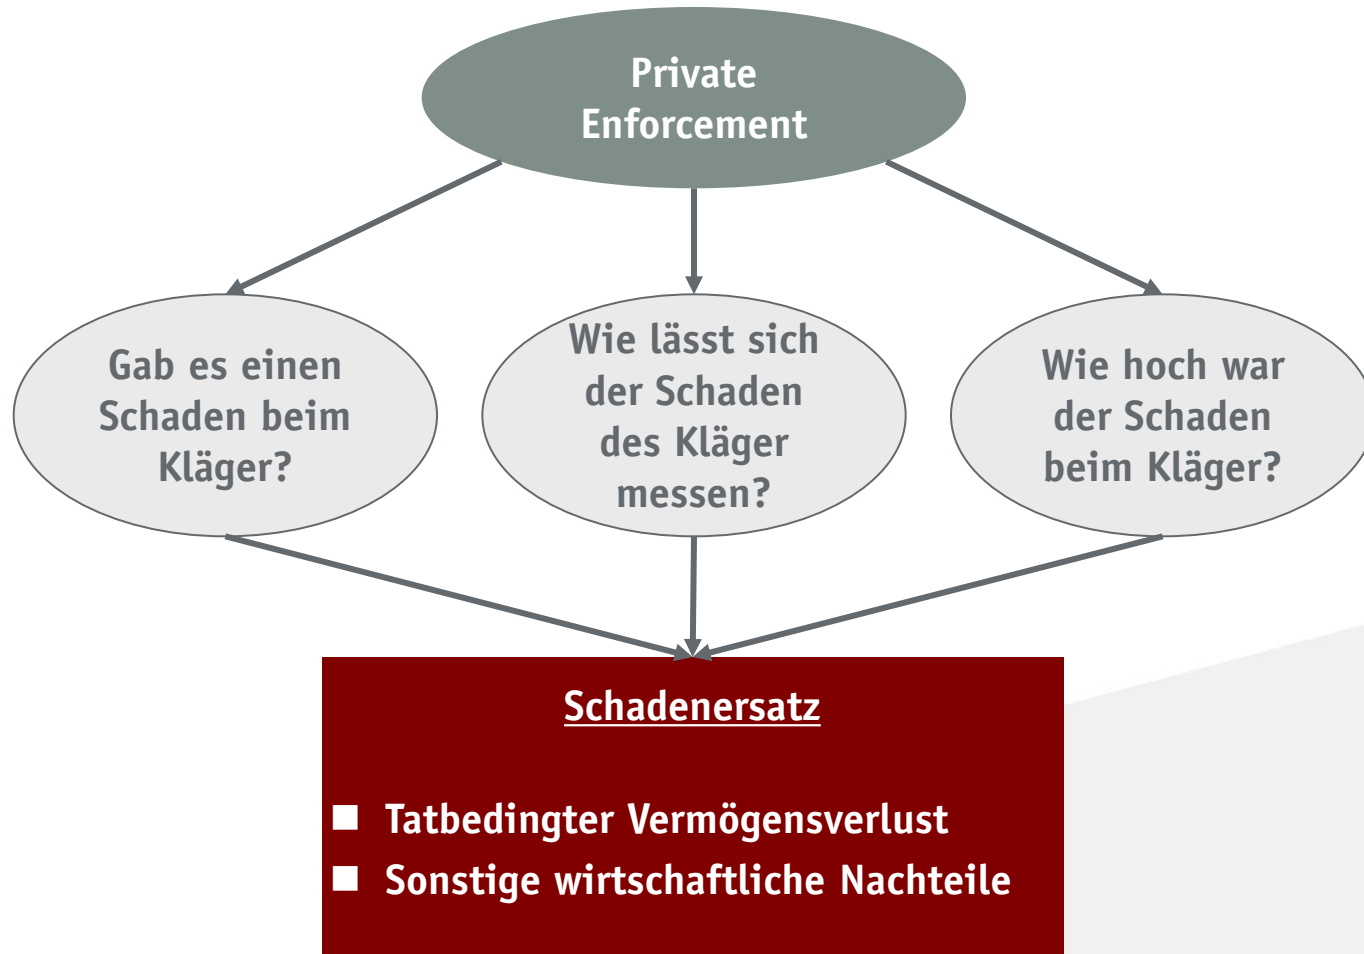 Private
Enforcement
Gab es einen
Schaden beim
Kläger?
Wie lässt sich
der Schaden
des Kläger
messen?
Wie hoch war
der Schaden
beim Kläger?
Schadenersatz
■ Tatbedingter Vermögensverlust
■ Sonstige wirtschaftliche Nachteile